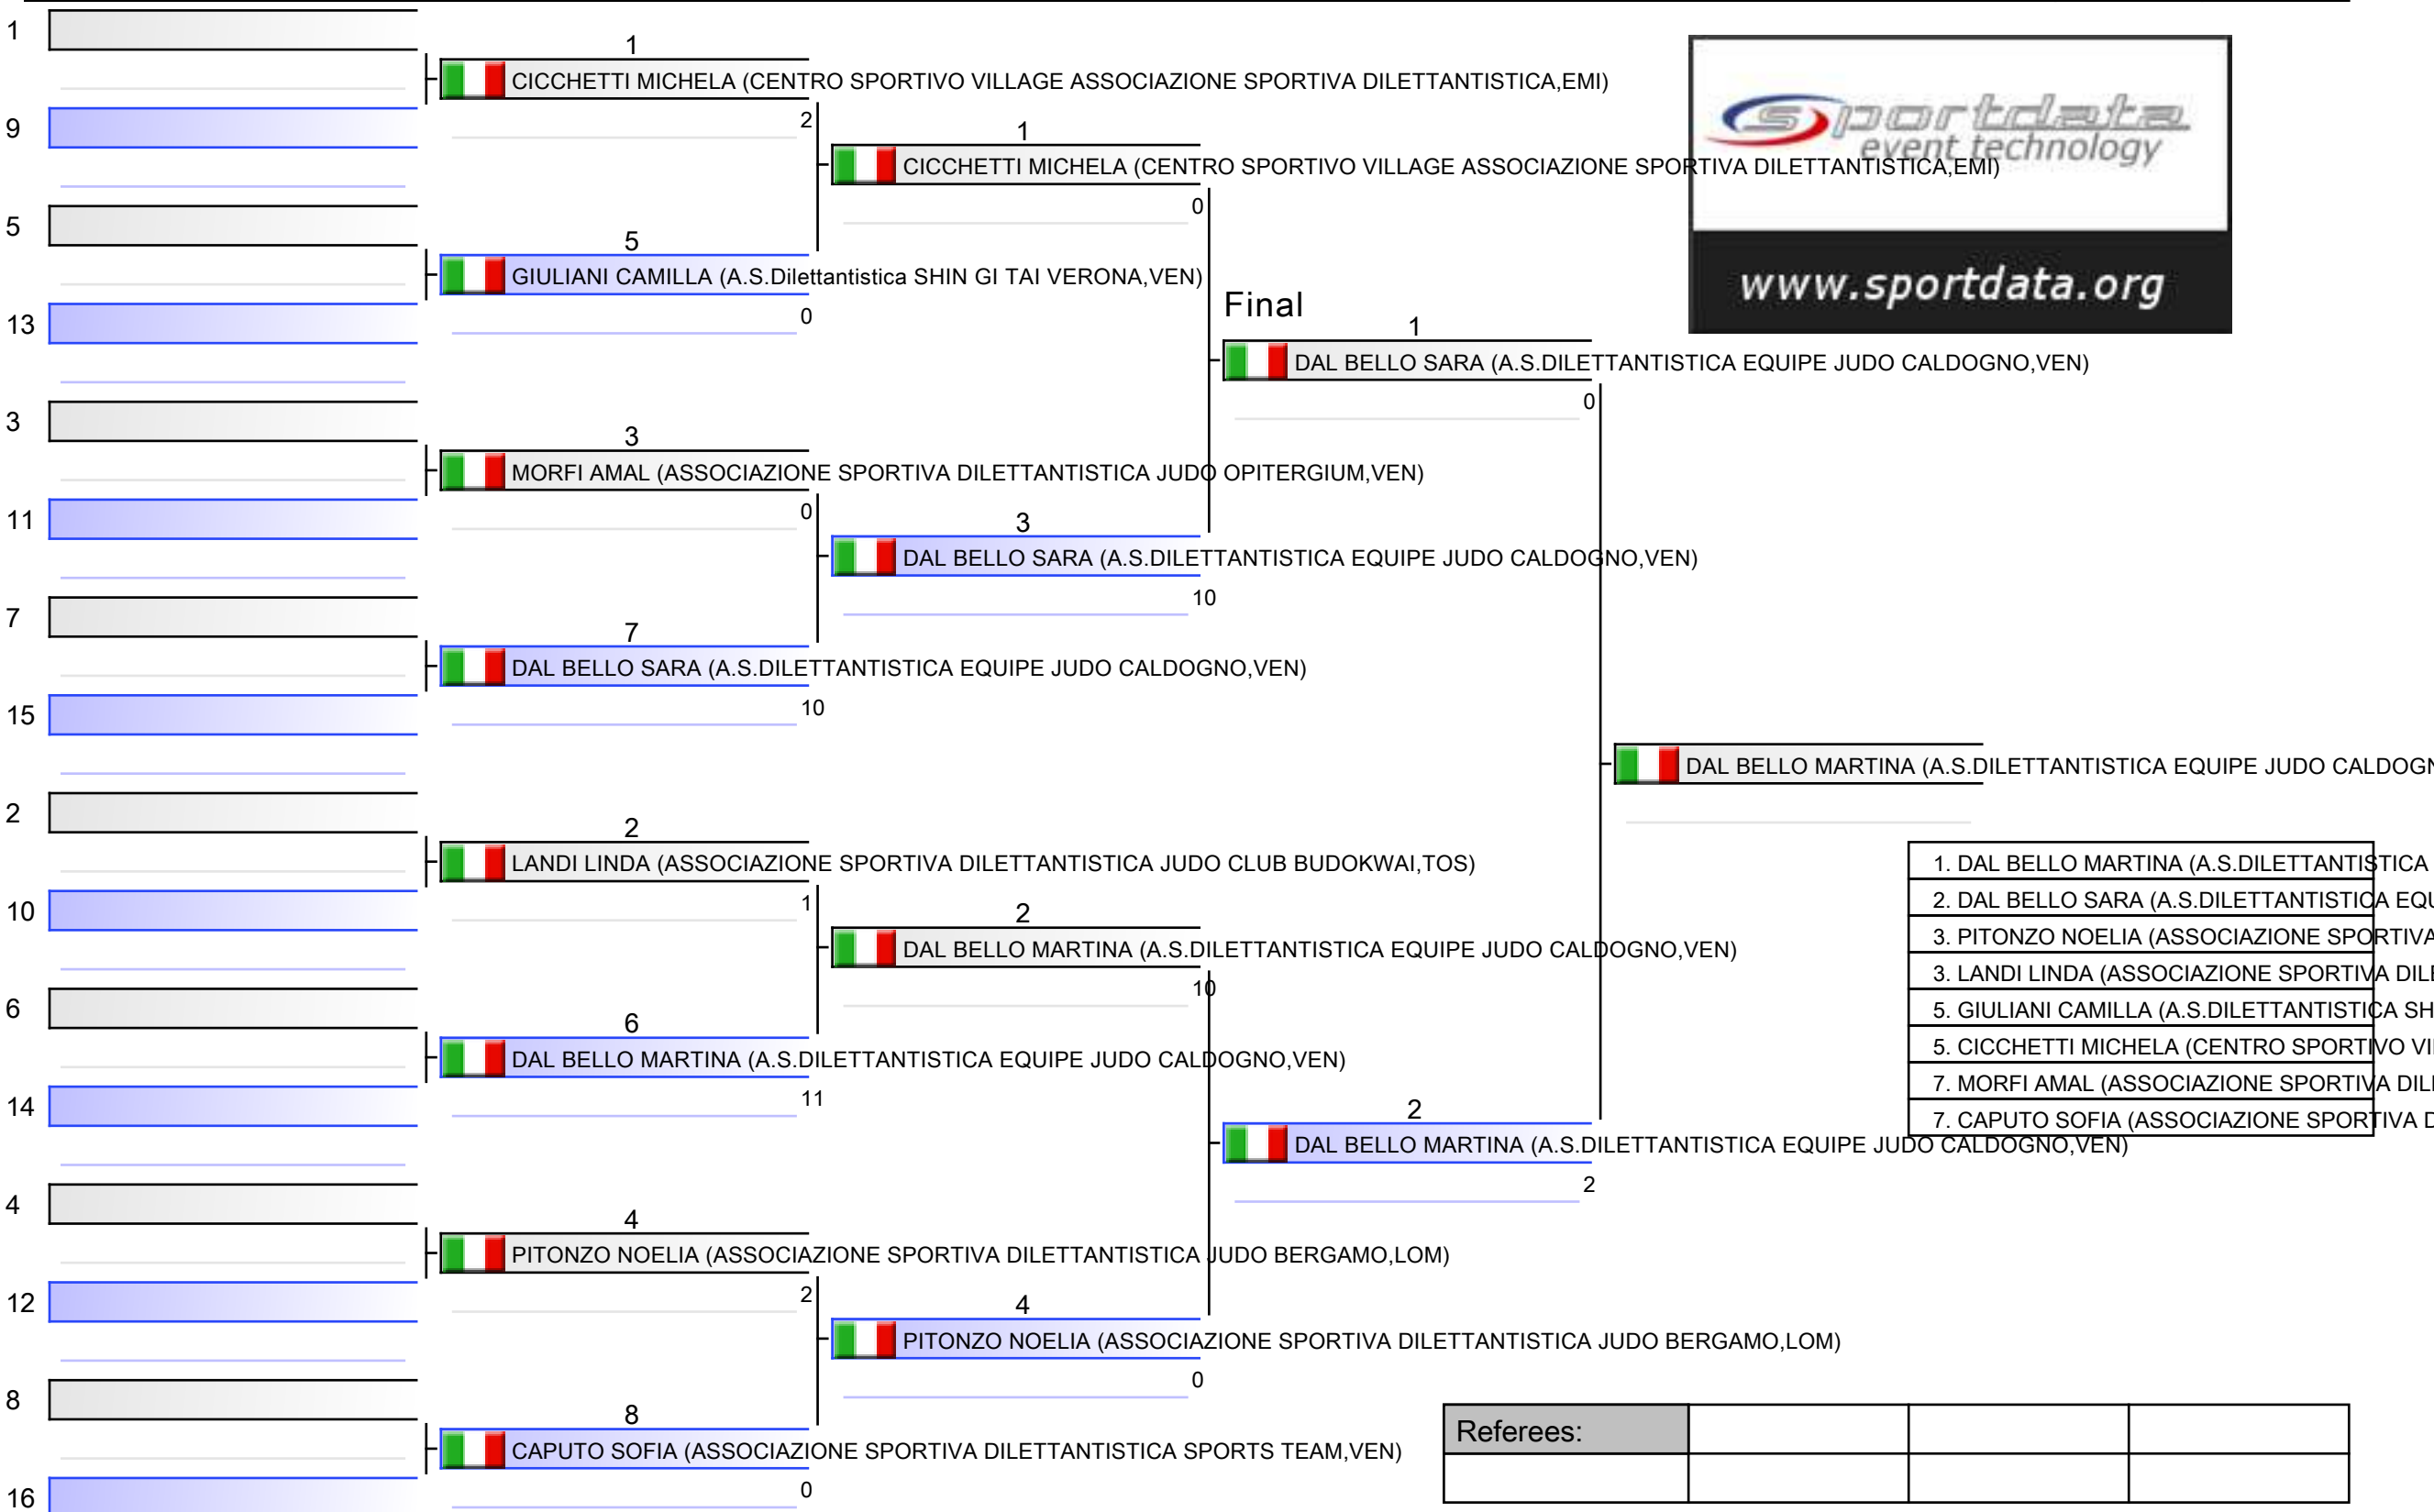 1
9
5
13
3
11
7
15
2
10
6
14
4
12
8
16
1
CICCHETTI MICHELA (CENTRO SPORTIVO VILLAGE ASSOCIAZIONE SPORTIVA DILETTANTISTICA,EMI)
2
5
GIULIANI CAMILLA (A.S.Dilettantistica SHIN GI TAI VERONA,VEN)
0
3
MORFI AMAL (ASSOCIAZIONE SPORTIVA DILETTANTISTICA JUDO OPITERGIUM,VEN)
0
7
DAL BELLO SARA (A.S.DILETTANTISTICA EQUIPE JUDO CALDOGNO,VEN)
10
2
LANDI LINDA (ASSOCIAZIONE SPORTIVA DILETTANTISTICA JUDO CLUB BUDOKWAI,TOS)
1
6
DAL BELLO MARTINA (A.S.DILETTANTISTICA EQUIPE JUDO CALDOGNO,VEN)
11
4
PITONZO NOELIA (ASSOCIAZIONE SPORTIVA DILETTANTISTICA JUDO BERGAMO,LOM)
2
8
CAPUTO SOFIA (ASSOCIAZIONE SPORTIVA DILETTANTISTICA SPORTS TEAM,VEN)
0
1
CICCHETTI MICHELA (CENTRO SPORTIVO VILLAGE ASSOCIAZIONE SPORTIVA DILETTANTISTICA,EMI)
0
3
DAL BELLO SARA (A.S.DILETTANTISTICA EQUIPE JUDO CALDOGNO,VEN)
10
2
DAL BELLO MARTINA (A.S.DILETTANTISTICA EQUIPE JUDO CALDOGNO,VEN)
10
4
PITONZO NOELIA (ASSOCIAZIONE SPORTIVA DILETTANTISTICA JUDO BERGAMO,LOM)
0
Final
1
DAL BELLO SARA (A.S.DILETTANTISTICA EQUIPE JUDO CALDOGNO,VEN)
0
2
DAL BELLO MARTINA (A.S.DILETTANTISTICA EQUIPE JUDO CALDOGNO,VEN)
2
DAL BELLO MARTINA (A.S.DILETTANTISTICA EQUIPE JUDO CALDOGN
sportdata
event technology
www.sportdata.org
1. DAL BELLO MARTINA (A.S.DILETTANTISTICA
2. DAL BELLO SARA (A.S.DILETTANTISTICA EQU
3. PITONZO NOELIA (ASSOCIAZIONE SPORTIVA
3. LANDI LINDA (ASSOCIAZIONE SPORTIVA DILE
5. GIULIANI CAMILLA (A.S.DILETTANTISTICA SH
5. CICCHETTI MICHELA (CENTRO SPORTIVO VI
7. MORFI AMAL (ASSOCIAZIONE SPORTIVA DIL
7. CAPUTO SOFIA (ASSOCIAZIONE SPORTIVA D
Referees: